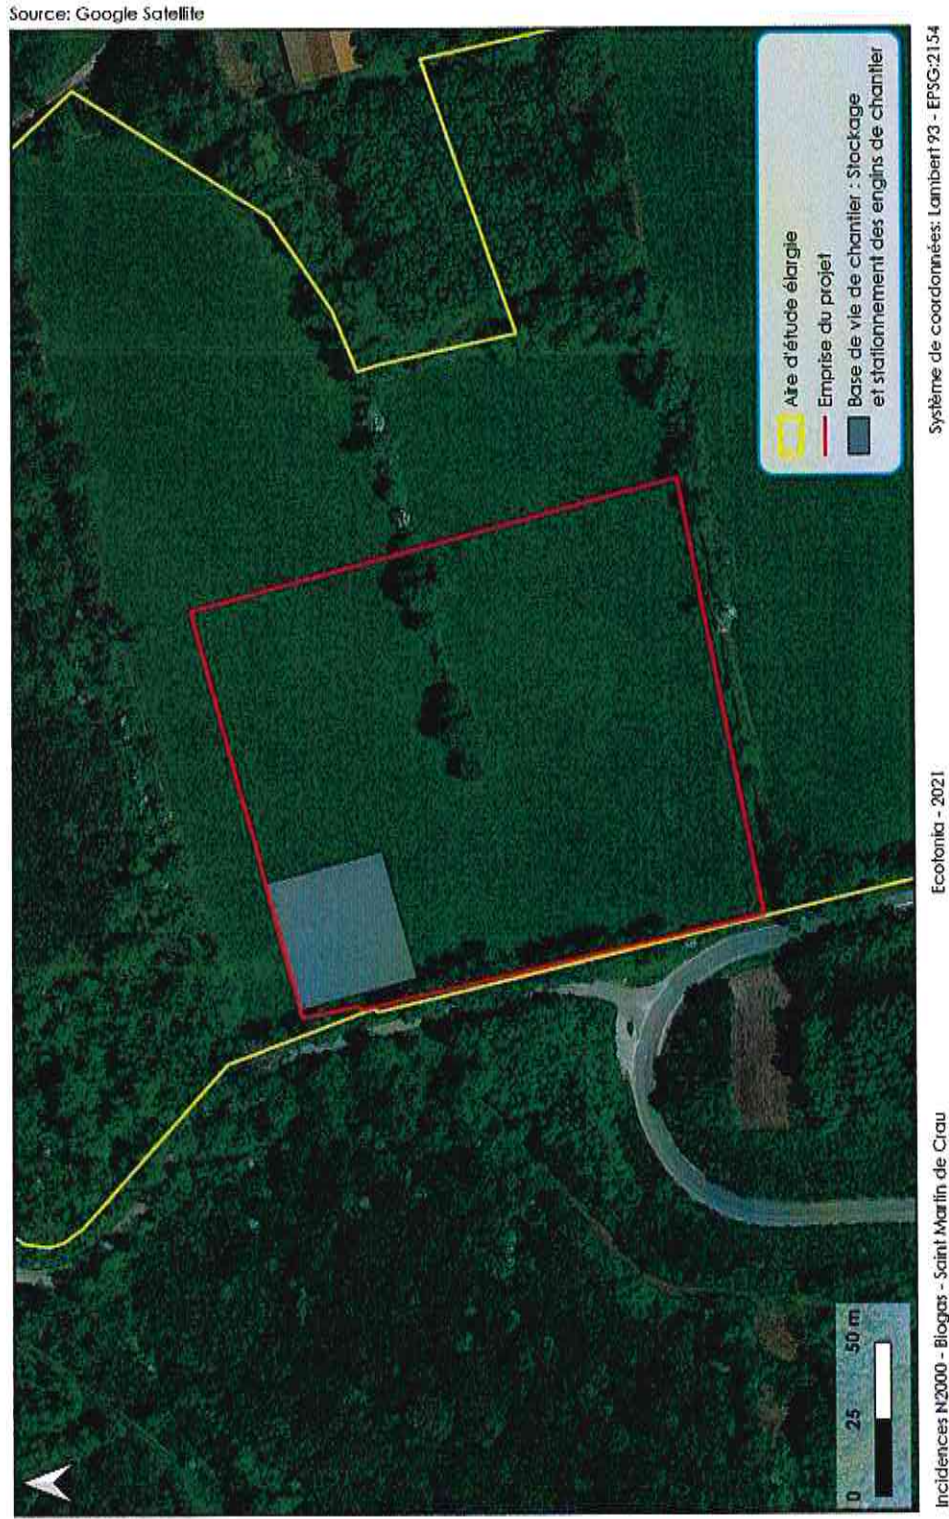 Source: Google Satellite
Aire d'étude élargie
Emprise du projet
Base de vie de chantier : Stockage
et stationnement des engins de chantier
0 25 50 m
Incidences N2000 - Biogas - Saint Martin de Crau
Ecotonia - 2021
Système de coordonnées: Lambert 93 - EPSG:2154